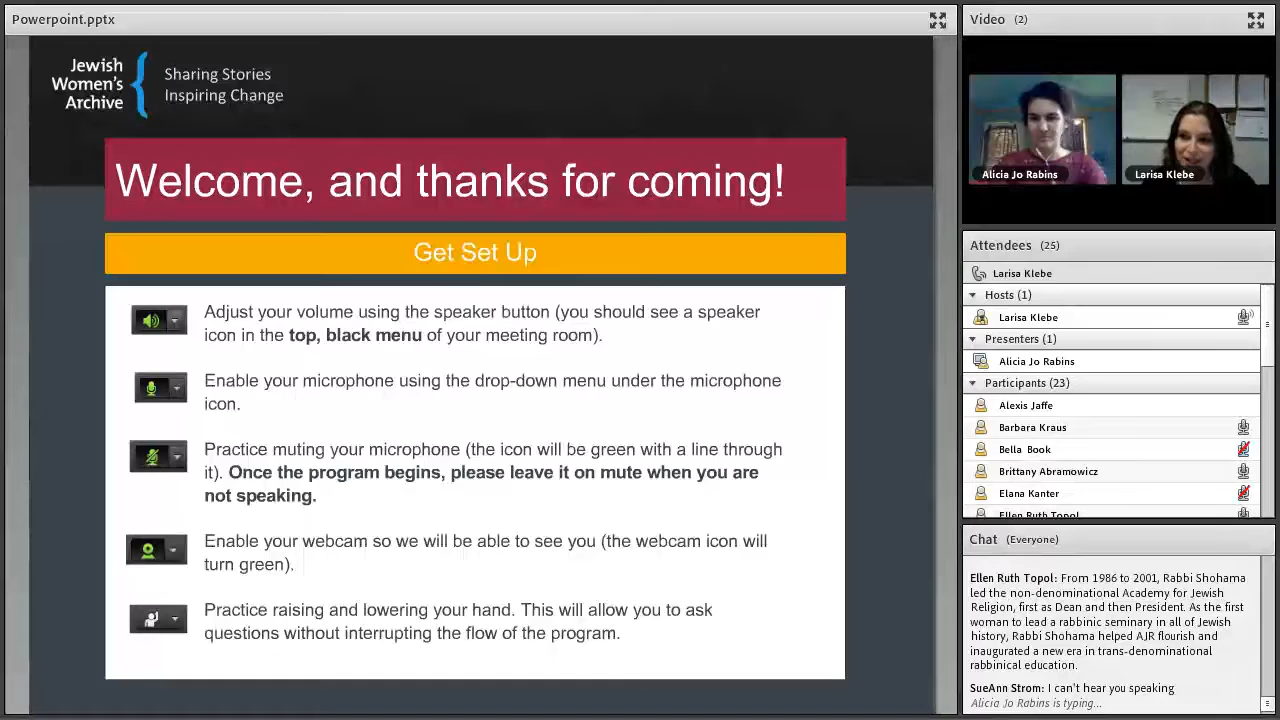 Powerpoint.pptx
Jewish
Women's
Archive
Sharing Stories
Inspiring Change
Welcome, and thanks for coming!
Get Set Up
Adjust your volume using the speaker button (you should see a speaker
icon in the top, black menu of your meeting room).
Enable your microphone using the drop-down menu under the microphone
icon.
Practice muting your microphone (the icon will be green with a line through
it). Once the program begins, please leave it on mute when you are
not speaking.
Enable your webcam so we will be able to see you (the webcam icon will
turn green).
Practice raising and lowering your hand. This will allow you to ask
questions without interrupting the flow of the program.
Video (2)
Alicia Jo Rabins
Larisa Klebe
Attendees (25)
Larisa Klebe
Hosts (1)
Larisa Klebe
Presenters (1)
Alicia Jo Rabins
Participants (23)
Alexis Jaffe
Barbara Kraus
Bella Book
Brittany Abramowicz
Elana Kanter
Ellen Ruth Topol
Chat (Everyone)
Ellen Ruth Topol: From 1986 to 2001, Rabbi Shohama
led the non-denominational Academy for Jewish
Religion, first as Dean and then President. As the first
woman to lead a rabbinic seminary in all of Jewish
history, Rabbi Shohama helped AJR flourish and
inaugurated a new era in trans-denominational
rabbinical education.
SueAnn Strom: I can't hear you speaking
Alicia Jo Rabins is typing...